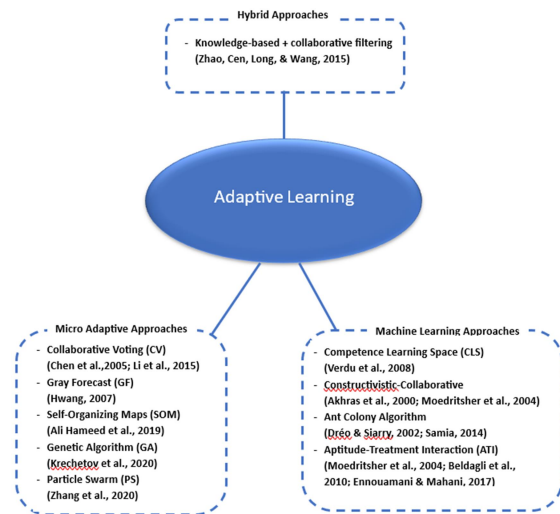 Hybrid Approaches
- Knowledge-based + collaborative filtering
(Zhao, Cen, Long, & Wang, 2015)
Adaptive Learning
Micro Adaptive Approaches
- Collaborative Voting (CV)
(Chen et al.,2005; Li et al., 2015)
- Gray Forecast (GF)
(Hwang, 2007)
- Self-Organizing Maps (SOM)
(Ali Hameed et al., 2019)
- Genetic Algorithm (GA)
(Krechetov et al., 2020)
- Particle Swarm (PS)
(Zhang et al., 2020)
Machine Learning Approaches
- Competence Learning Space (CLS)
(Verdu et al., 2008)
- Constructivistic-Collaborative
(Akhras et al., 2000; Moedritsher et al., 2004)
- Ant Colony Algorithm
(Dréo & Siarry, 2002; Samia, 2014)
- Aptitude-Treatment Interaction (ATI)
(Moedritsher et al., 2004; Beldagli et al.,
2010; Ennouamani & Mahani, 2017)